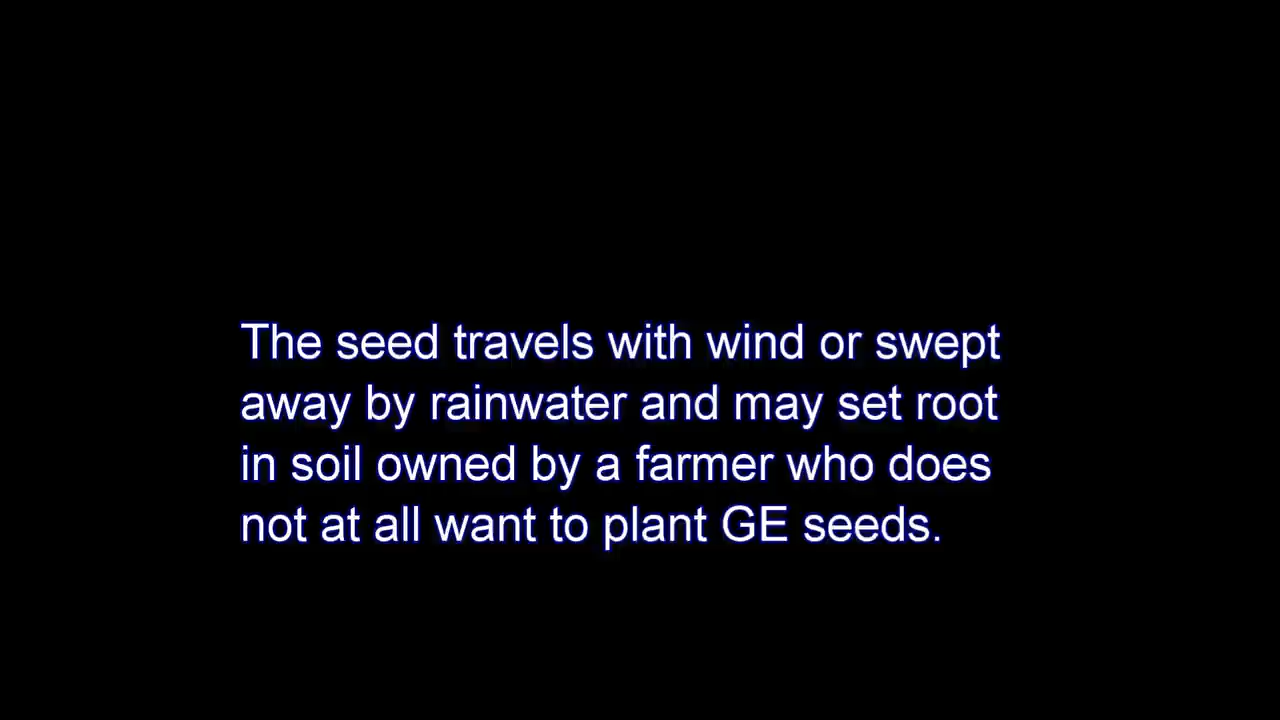 The seed travels with wind or swept
away by rainwater and may set root
in soil owned by a farmer who does
not at all want to plant GE seeds.